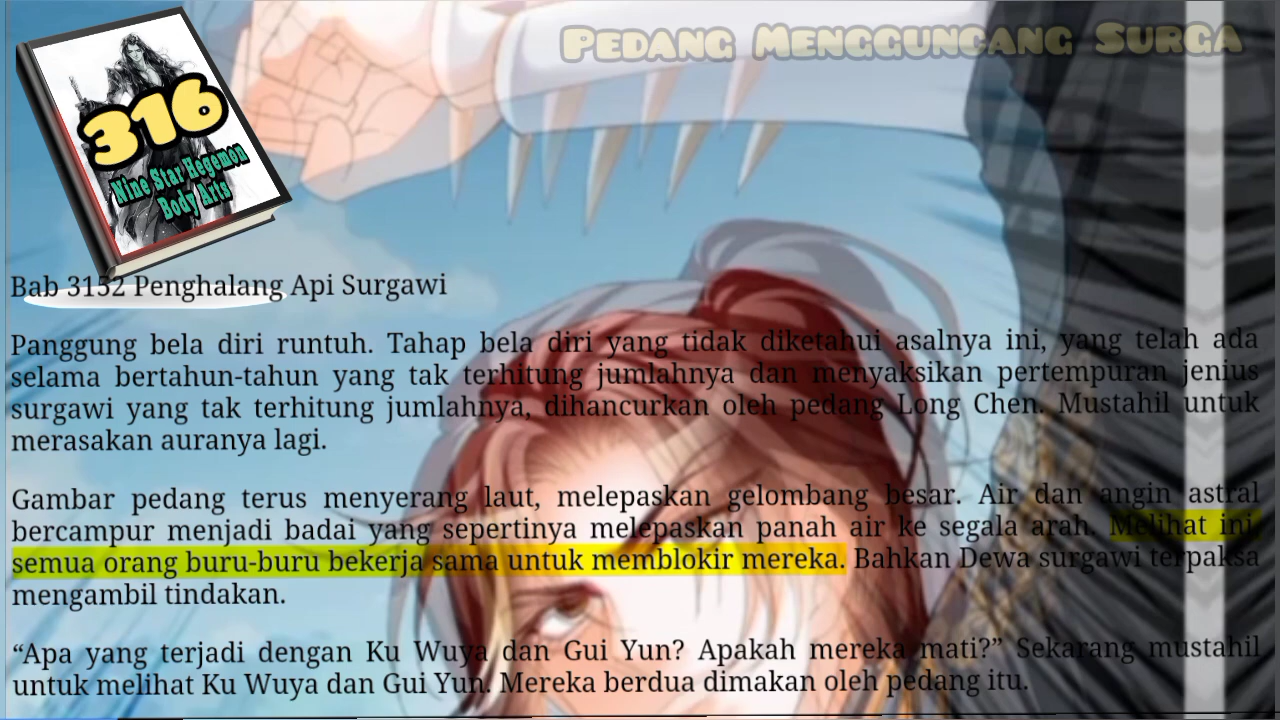 Pedang Mengguncang Surga
316
Nine Star Hegemon
Body Arts
Bab 3152 Penghalang Api Surgawi
Panggung bela diri runtuh. Tahap bela diri yang tidak diketahui asalnya ini, yang telah ada
selama bertahun-tahun yang tak terhitung jumlahnya dan menyaksikan pertempuran jenius
surgawi yang tak terhitung jumlahnya, dihancurkan oleh pedang Long Chen. Mustahil untuk
merasakan auranya lagi.
Gambar pedang terus menyerang laut, melepaskan gelombang besar. Air dan angin astral
bercampur menjadi badai yang sepertinya melepaskan panah air ke segala arah. Melihat ini,
semua orang buru-buru bekerja sama untuk memblokir mereka. Bahkan Dewa surgawi terpaksa
mengambil tindakan.
“Apa yang terjadi dengan Ku Wuya dan Gui Yun? Apakah mereka mati?” Sekarang mustahil
untuk melihat Ku Wuya dan Gui Yun. Mereka berdua dimakan oleh pedang itu.